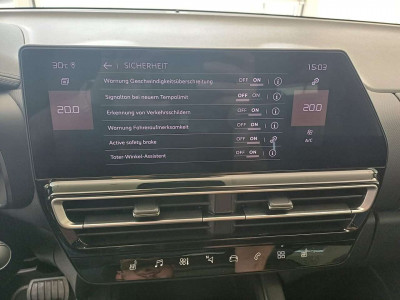 30°C
← SICHERHEIT
15:03
Warnung Geschwindigkeitsüberschreitung OFF ON
Signalton bei neuem Tempolimit OFF ON
20.0
20.0
Erkennung von Verkehrschildern OFF ON
Warnung Fahreraufmerksamkeit OFF ON
Active safety brake OFF ON
A/C
Toter-Winkel-Assistent OFF ON